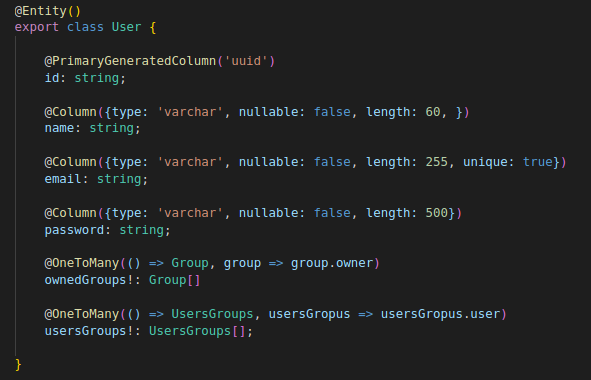 @Entity()
export class User {
@PrimaryGeneratedColumn('uuid')
id: string;
@Column({type: 'varchar', nullable: false, length: 60, })
name: string;
@Column({type: 'varchar', nullable: false, length: 255, unique: true})
email: string;
@Column({type: 'varchar', nullable: false, length: 500})
password: string;
@OneToMany(() => Group, group => group.owner)
ownedGroups!: Group[]
@OneToMany(() => UsersGroups, usersGropus => usersGropus.user)
usersGroups!: UsersGroups[];
}